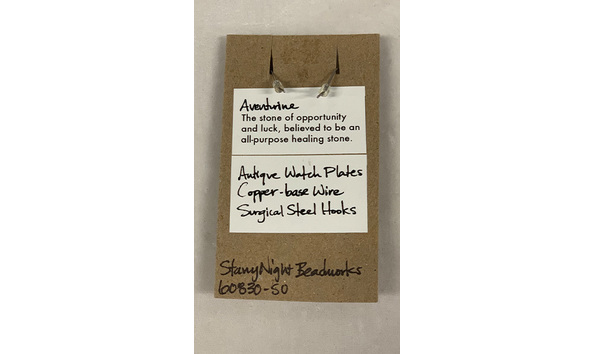 Aventurine
The stone of opportunity
and luck, believed to be an
all-purpose healing stone.
Antique Watch Plates
Copper-base Wire
Surgical Steel Hooks
StarryNight Beadworks
60830-50